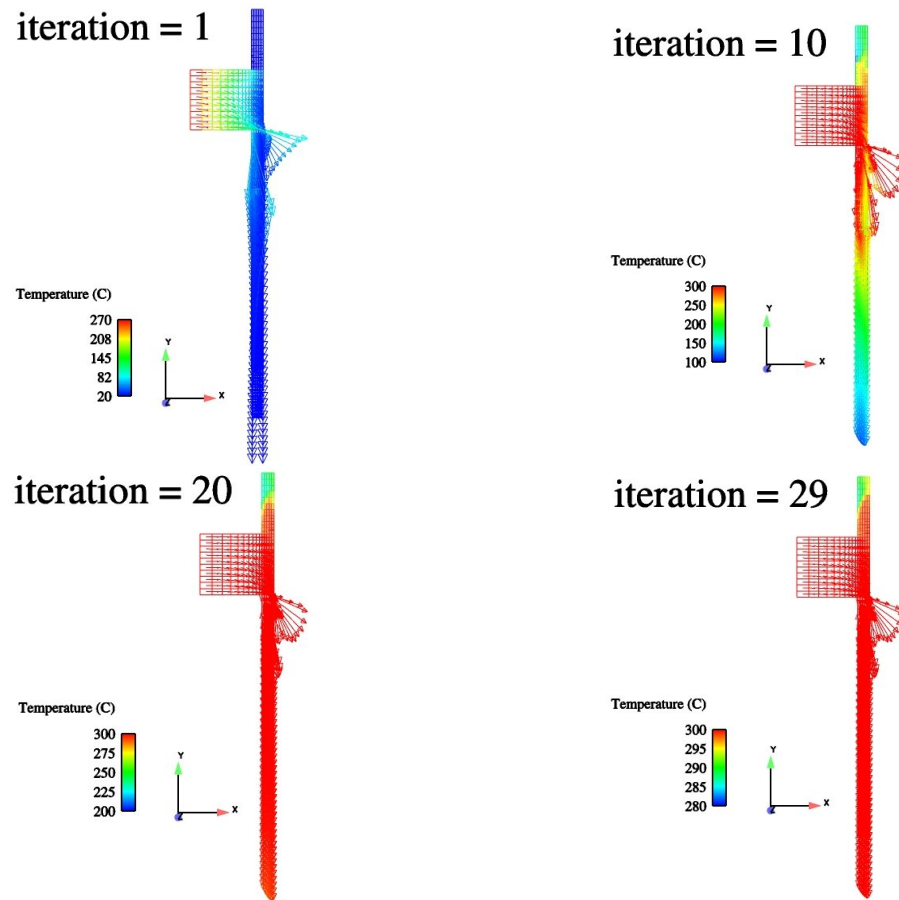 iteration = 1
Temperature (C)
270
208
145
82
20
Y
X
Z
iteration = 10
Temperature (C)
300
250
200
150
100
Y
X
Z
iteration = 20
Temperature (C)
300
275
250
225
200
Y
X
Z
iteration = 29
Temperature (C)
300
295
290
285
280
Y
X
Z